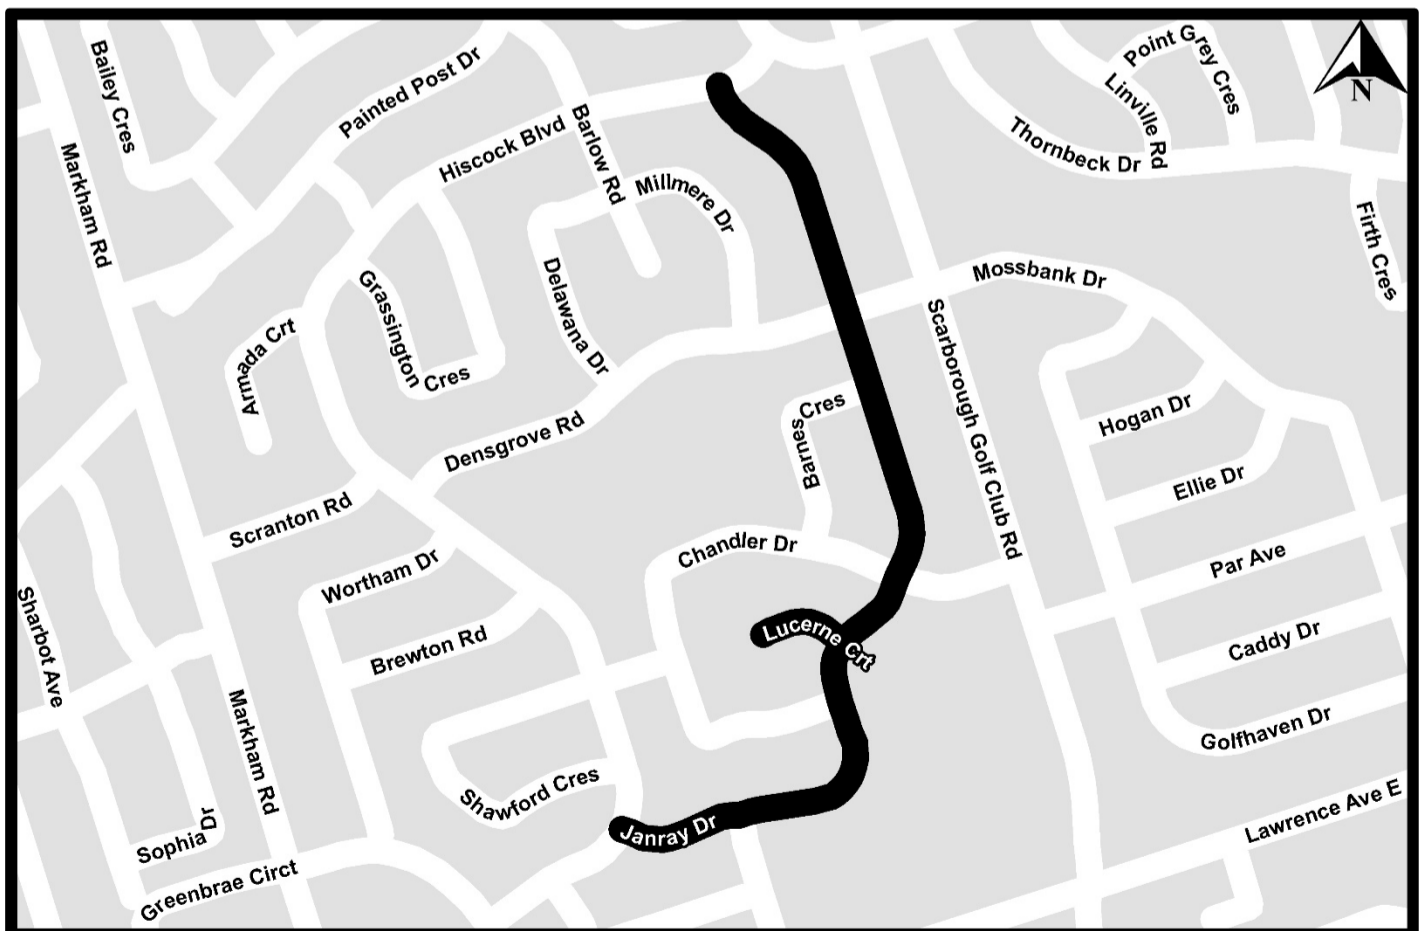 Bailey Cres
Painted Post Dr
Point Grey Cres
Linville Rd
N
Markham Rd
Hiscock Blvd
Barlow Rd
Thornbeck Dr
Millmere Dr
Firth Cres
Grassington Cres
Delawana Dr
Mossbank Dr
Armada Crt
Scarborough Golf Club Rd
Barnes Cres
Hogan Dr
Densgrove Rd
Ellie Dr
Scranton Rd
Chandler Dr
Par Ave
Wortham Dr
Sharbot Ave
Lucerne Crt
Brewton Rd
Caddy Dr
Markham Rd
Golfhaven Dr
Shawford Cres
Janray Dr
Lawrence Ave E
Sophia Dr
Greenbrae Circt